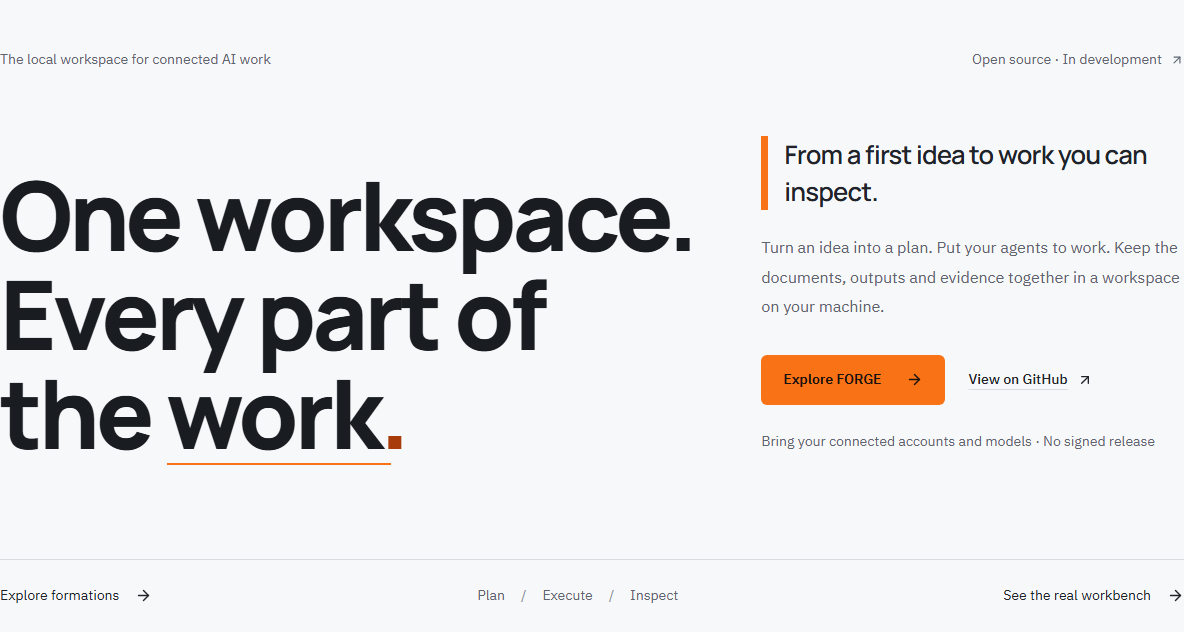 The local workspace for connected AI work
Open source · In development ↗
One workspace.
Every part of
the work.
From a first idea to work you can
inspect.
Turn an idea into a plan. Put your agents to work. Keep the
documents, outputs and evidence together in a workspace
on your machine.
Explore FORGE →
View on GitHub ↗
Bring your connected accounts and models · No signed release
Explore formations →
Plan / Execute / Inspect
See the real workbench →